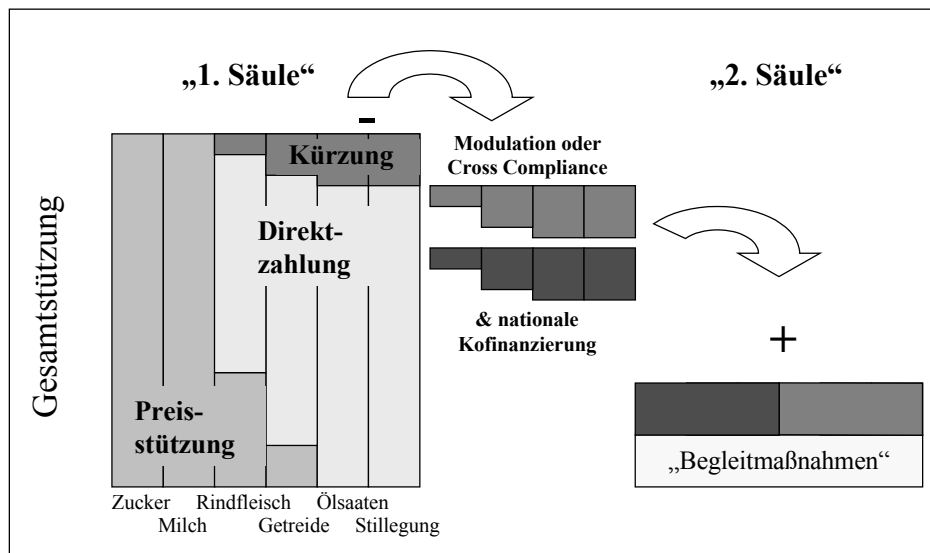 „1. Säule“
„2. Säule“
-
Modulation oder
Cross Compliance
Kürzung
Direkt-
zahlung
& nationale
Kofinanzierung
+
Gesamtstützung
Preis-
stützung
„Begleitmaßnahmen“
Zucker Rindfleisch Ölsaaten
Milch Getreide Stillegung